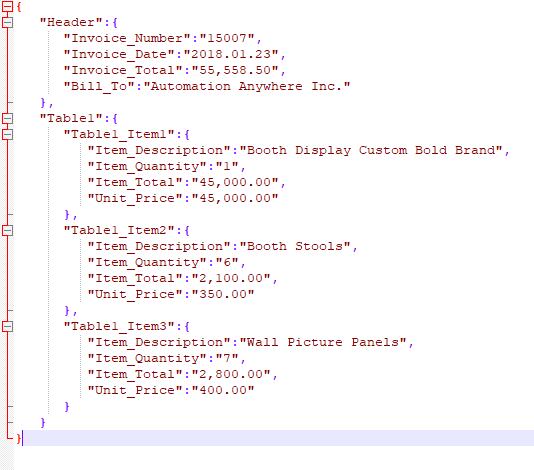 {
"Header":{
"Invoice_Number":"15007",
"Invoice_Date":"2018.01.23",
"Invoice_Total":"55,558.50",
"Bill_To":"Automation Anywhere Inc."
},
"Table1":{
"Table1_Item1":{
"Item_Description":"Booth Display Custom Bold Brand",
"Item_Quantity":"1",
"Item_Total":"45,000.00",
"Unit_Price":"45,000.00"
},
"Table1_Item2":{
"Item_Description":"Booth Stools",
"Item_Quantity":"6",
"Item_Total":"2,100.00",
"Unit_Price":"350.00"
},
"Table1_Item3":{
"Item_Description":"Wall Picture Panels",
"Item_Quantity":"7",
"Item_Total":"2,800.00",
"Unit_Price":"400.00"
}
}
}